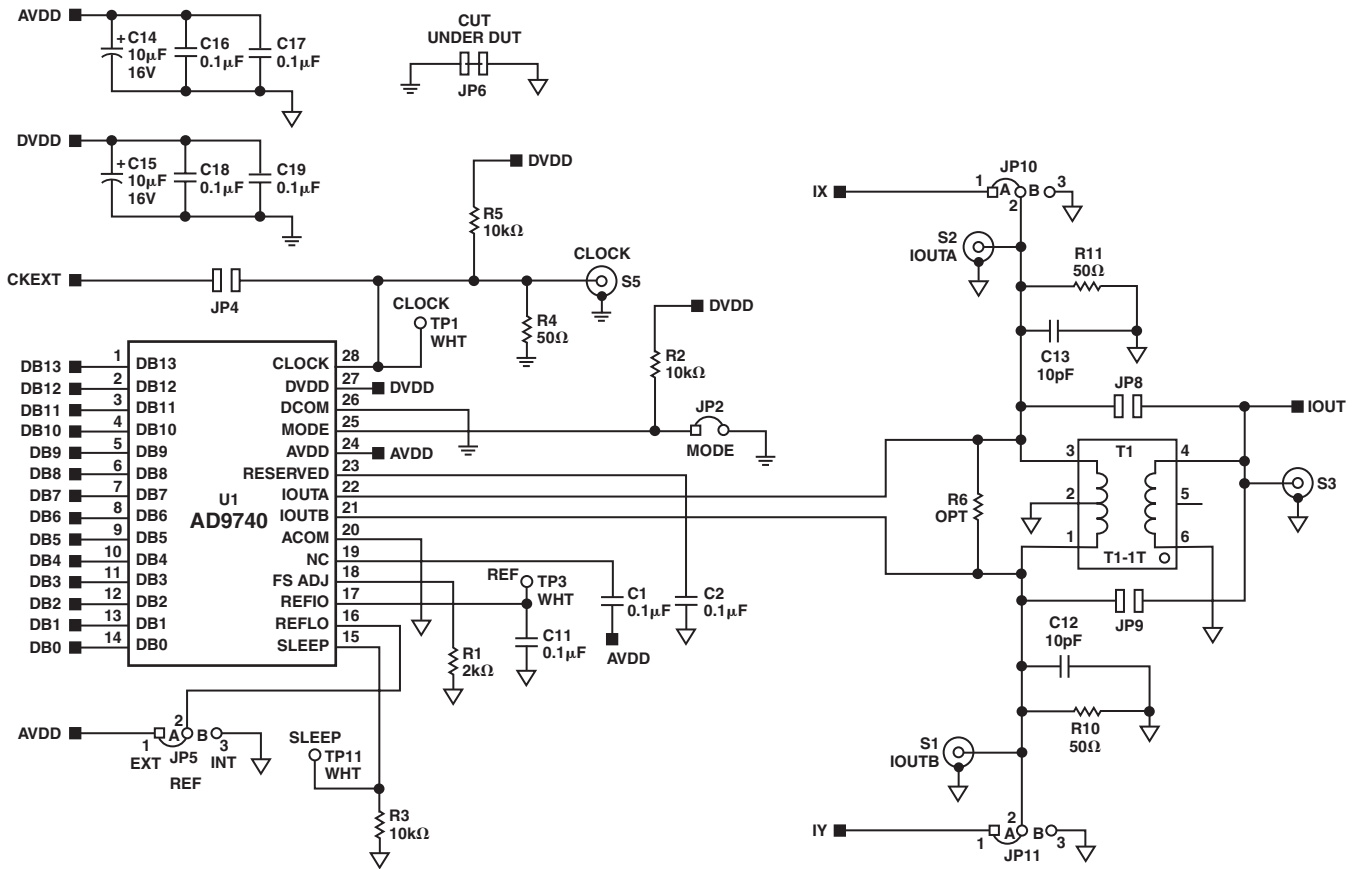 AVDD
+ C14
10µF
16V
C16
0.1µF
C17
0.1µF
CUT
UNDER DUT
JP6
DVDD
+ C15
10µF
16V
C18
0.1µF
C19
0.1µF
DVDD
R5
10kΩ
CKEXT
JP4
CLOCK
S5
CLOCK
TP1
WHT
R4
50Ω
DVDD
R2
10kΩ
JP2
MODE
DB13 1 DB13
DB12 2 DB12
DB11 3 DB11
DB10 4 DB10
DB9 5 DB9
DB8 6 DB8
DB7 7 DB7
DB6 8 DB6
DB5 9 DB5
DB4 10 DB4
DB3 11 DB3
DB2 12 DB2
DB1 13 DB1
DB0 14 DB0
U1
AD9740
CLOCK 28
DVDD 27 DVDD
DCOM 26
MODE 25
AVDD 24 AVDD
RESERVED 23
IOUTA 22
IOUTB 21
ACOM 20
NC 19
FS ADJ 18
REFIO 17
REFLO 16
SLEEP 15
REF
TP3
WHT
C11
0.1µF
C1
0.1µF
AVDD
C2
0.1µF
R1
2kΩ
AVDD
1 2 A B 3
EXT JP5 INT
REF
SLEEP
TP11
WHT
R3
10kΩ
IX
JP10
1 A B 3
2
S2
IOUTA
R11
50Ω
C13
10pF
JP8
IOUT
R6
OPT
3 T1 4
2 5
1 6
T1-1T
S3
JP9
C12
10pF
R10
50Ω
S1
IOUTB
IY
2
1 A B 3
JP11